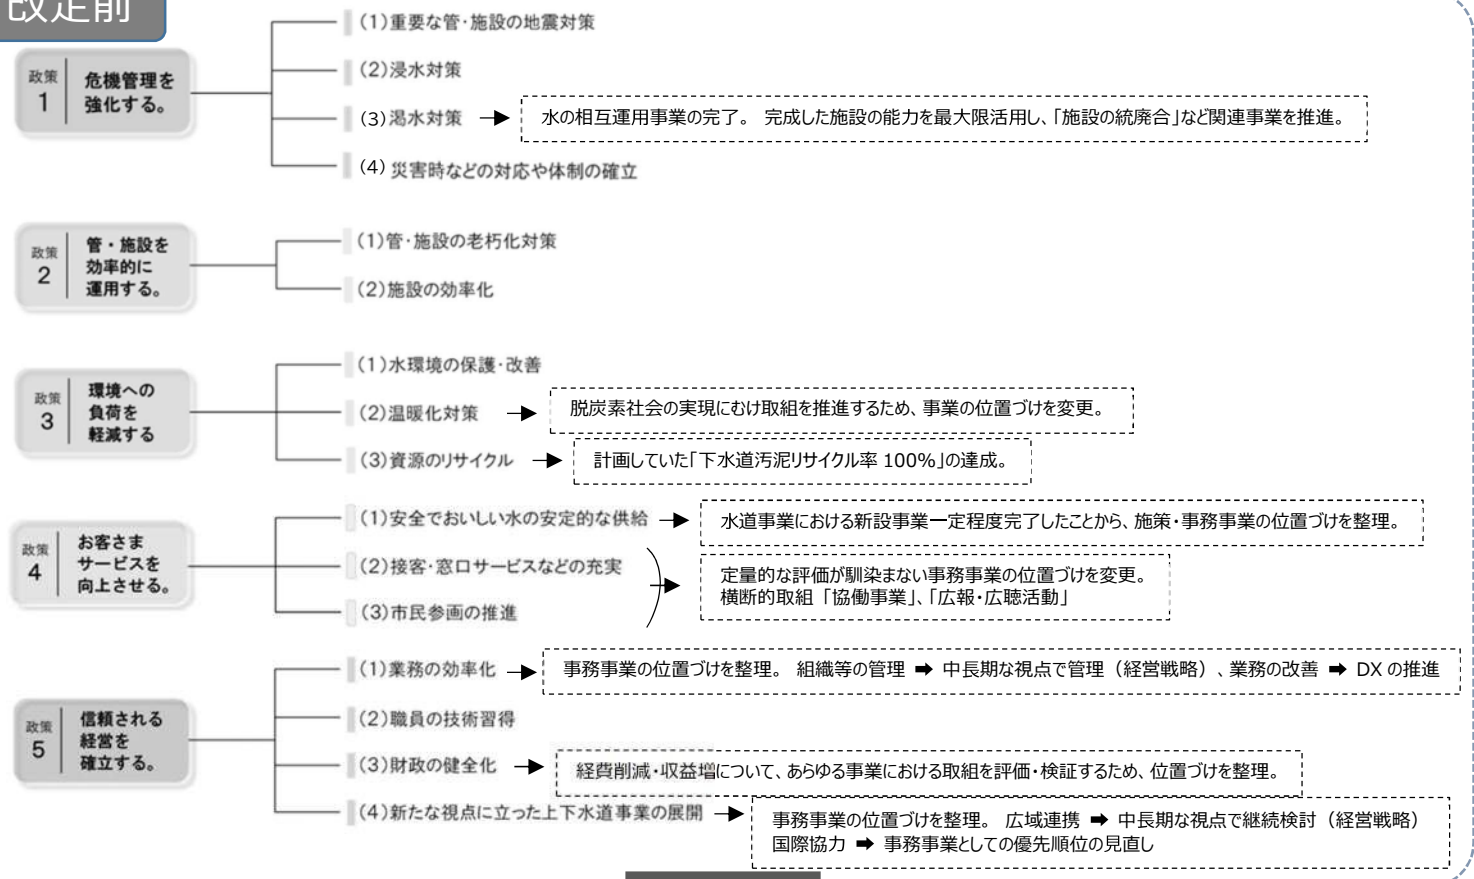 改定前
政策
1
危機管理を
強化する。
(1)重要な管・施設の地震対策
(2)浸水対策
(3)渇水対策
水の相互運用事業の完了。 完成した施設の能力を最大限活用し、「施設の統廃合」など関連事業を推進。
(4)災害時などの対応や体制の確立
政策
2
管・施設を
効率的に
運用する。
(1)管・施設の老朽化対策
(2)施設の効率化
政策
3
環境への
負荷を
軽減する
(1)水環境の保護・改善
(2)温暖化対策
脱炭素社会の実現にむけ取組を推進するため、事業の位置づけを変更。
(3)資源のリサイクル
計画していた「下水道汚泥リサイクル率 100%」の達成。
政策
4
お客さま
サービスを
向上させる。
(1)安全でおいしい水の安定的な供給
水道事業における新設事業一定程度完了したことから、施策・事務事業の位置づけを整理。
(2)接客・窓口サービスなどの充実
(3)市民参画の推進
定量的な評価が馴染まない事務事業の位置づけを変更。
横断的取組「協働事業」、「広報・広聴活動」
政策
5
信頼される
経営を
確立する。
(1)業務の効率化
事務事業の位置づけを整理。 組織等の管理 ➡ 中長期な視点で管理（経営戦略）、業務の改善 ➡ DX の推進
(2)職員の技術習得
(3)財政の健全化
経費削減・収益増について、あらゆる事業における取組を評価・検証するため、位置づけを整理。
(4)新たな視点に立った上下水道事業の展開
事務事業の位置づけを整理。 広域連携 ➡ 中長期な視点で継続検討（経営戦略）
国際協力 ➡ 事務事業としての優先順位の見直し